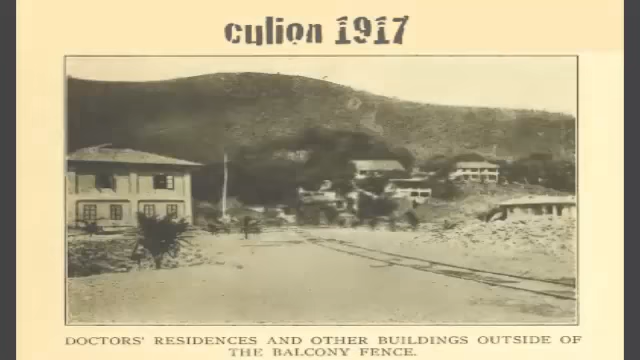 culion 1917
DOCTORS' RESIDENCES AND OTHER BUILDINGS OUTSIDE OF
THE BALCONY FENCE.